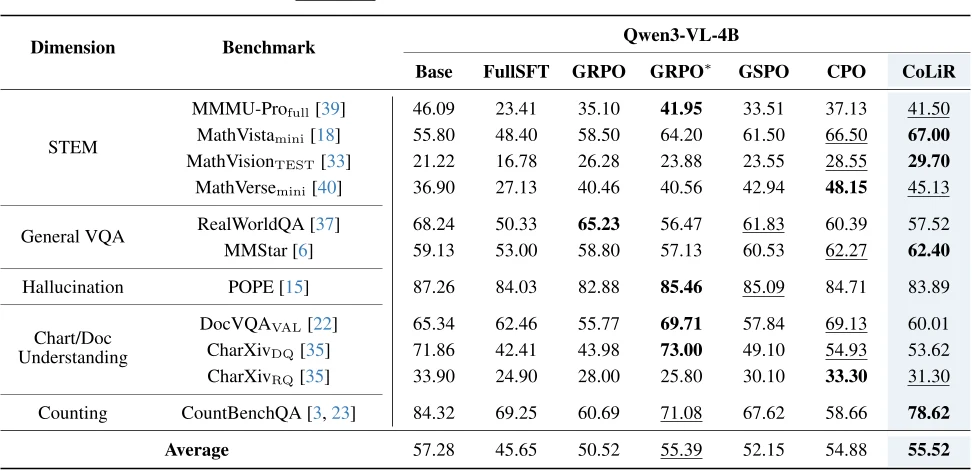 Qwen3-VL-4B
Dimension Benchmark
Base FullSFT GRPO GRPO* GSPO CPO CoLiR
MMMU-Profull [39] 46.09 23.41 35.10 41.95 33.51 37.13 41.50
STEM MathVistamini [18] 55.80 48.40 58.50 64.20 61.50 66.50 67.00
MathVisionTEST [33] 21.22 16.78 26.28 23.88 23.55 28.55 29.70
MathVersemini [40] 36.90 27.13 40.46 40.56 42.94 48.15 45.13
General VQA RealWorldQA [37] 68.24 50.33 65.23 56.47 61.83 60.39 57.52
MMStar [6] 59.13 53.00 58.80 57.13 60.53 62.27 62.40
Hallucination POPE [15] 87.26 84.03 82.88 85.46 85.09 84.71 83.89
DocVQAVAL [22] 65.34 62.46 55.77 69.71 57.84 69.13 60.01
Chart/Doc
Understanding
CharXivDQ [35] 71.86 42.41 43.98 73.00 49.10 54.93 53.62
CharXivRQ [35] 33.90 24.90 28.00 25.80 30.10 33.30 31.30
Counting CountBenchQA [3, 23] 84.32 69.25 60.69 71.08 67.62 58.66 78.62
Average 57.28 45.65 50.52 55.39 52.15 54.88 55.52